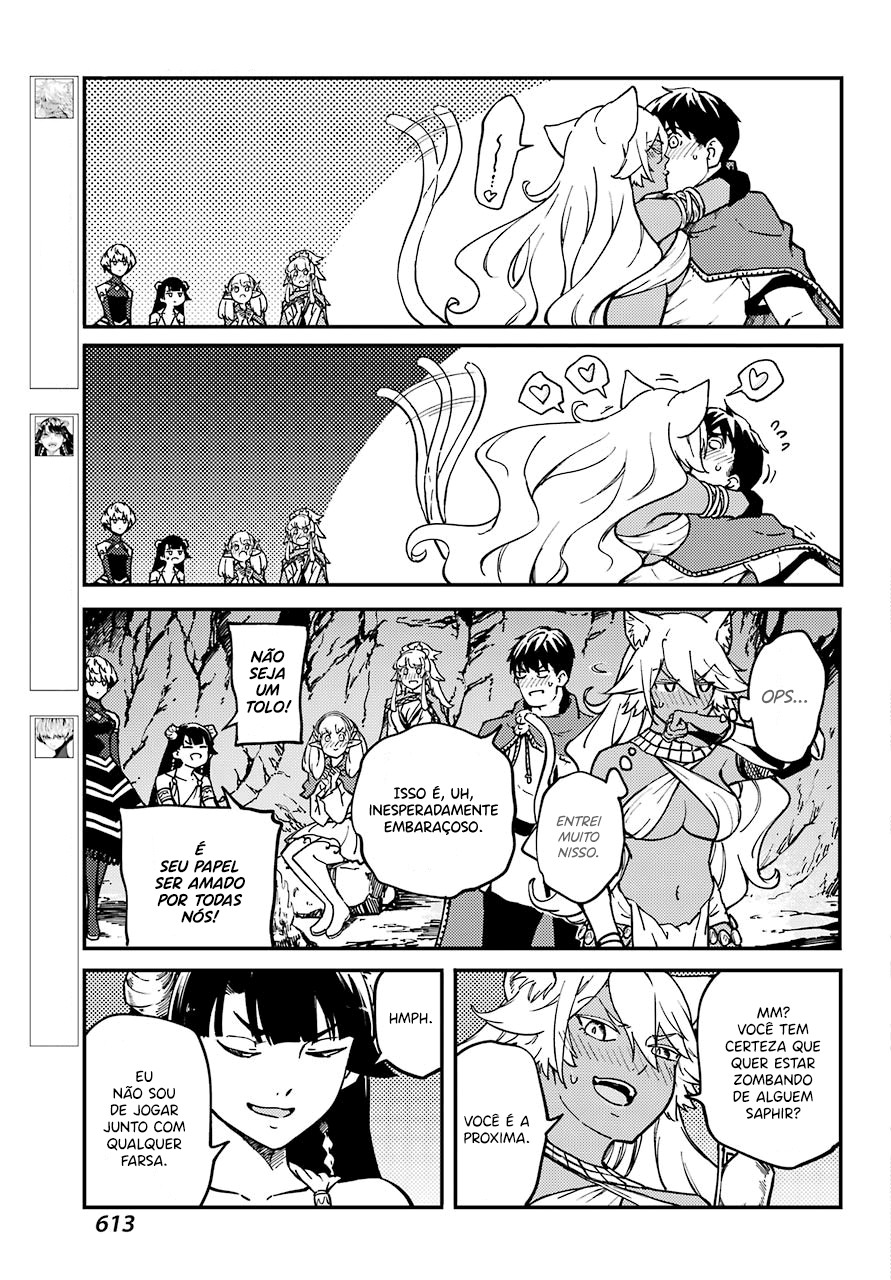 OPS...
ENTREI
MUITO
NISSO.
ISSO É, UH,
INESPERADAMENTE
EMBARAÇOSO.
NÃO
SEJA
UM
TOLO!
É
SEU PAPEL
SER AMADO
POR TODAS
NÓS!
MM?
VOCÊ TEM
CERTEZA QUE
QUER ESTAR
ZOMBANDO
DE ALGUEM
SAPHIR?
VOCÊ É A
PROXIMA.
HMPH.
EU
NÃO SOU
DE JOGAR
JUNTO COM
QUALQUER
FARSA.
613